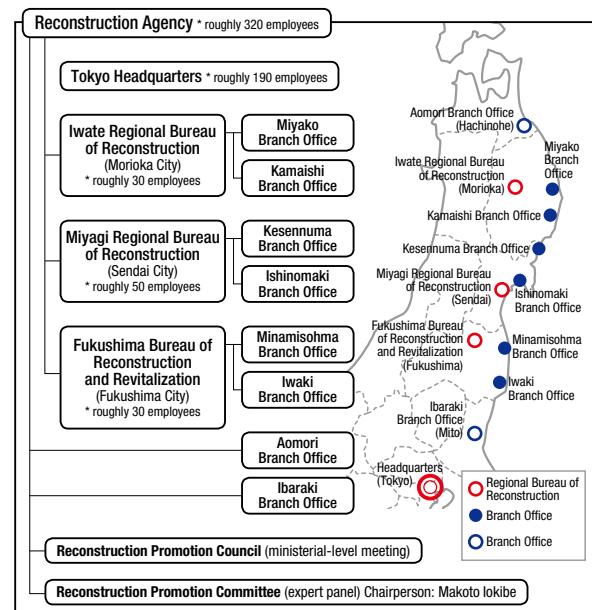 Reconstruction Agency * roughly 320 employees
Tokyo Headquarters * roughly 190 employees
Iwate Regional Bureau
of Reconstruction
(Morioka City)
* roughly 30 employees
Miyako
Branch Office
Kamaishi
Branch Office
Miyagi Regional Bureau
of Reconstruction
(Sendai City)
* roughly 50 employees
Kesennuma
Branch Office
Ishinomaki
Branch Office
Fukushima Bureau of
Reconstruction
and Revitalization
(Fukushima City)
* roughly 30 employees
Minamisohma
Branch Office
Iwaki
Branch Office
Aomori
Branch Office
Ibaraki
Branch Office
Reconstruction Promotion Council (ministerial-level meeting)
Reconstruction Promotion Committee (expert panel) Chairperson: Makoto Iokibe
Aomori Branch Office
(Hachinohe)
Miyako
Branch
Office
Iwate Regional Bureau
of Reconstruction
(Morioka)
Kamaishi Branch Office
Kesennuma Branch Office
Miyagi Regional Bureau
of Reconstruction
(Sendai)
Ishinomaki
Branch Office
Fukushima Bureau
of Reconstruction
and Revitalization
(Fukushima)
Minamisohma
Branch Office
Iwaki
Branch Office
Ibaraki
Branch Office
(Mito)
Headquarters
(Tokyo)
Regional Bureau of
Reconstruction
Branch Office
Branch Office